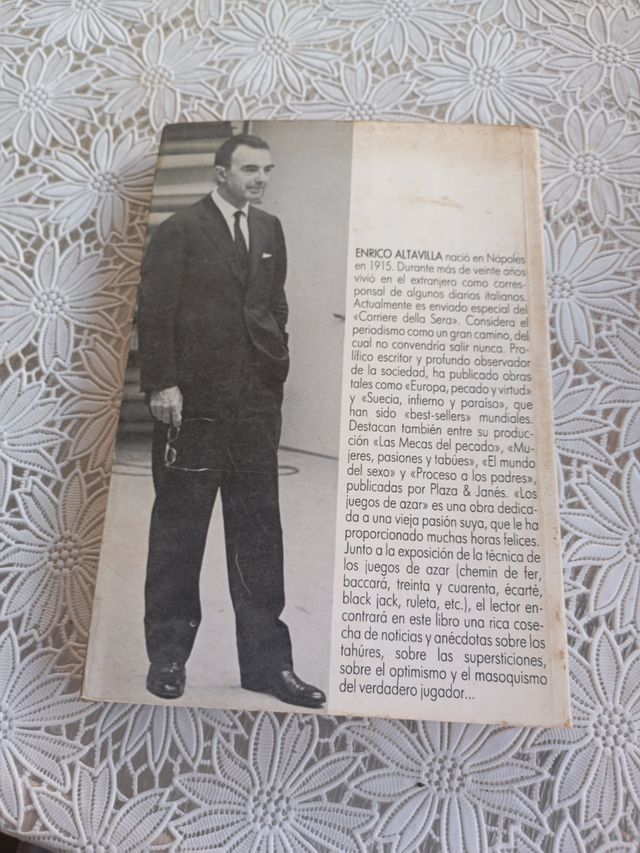 ENRICO ALTAVILLA nació en Nápoles
en 1915. Durante más de veinte años
vivió en el extranjero como corres-
ponsal de algunos diarios italianos.
Actualmente es enviado especial del
«Corriere della Sera». Considera el
periodismo como un gran camino, del
cual no convendría salir nunca. Pro-
lífico escritor y profundo observador
de la sociedad, ha publicado obras
tales como «Europa, pecado y virtud»
y «Suecia, infierno y paraíso», que
han sido «best-sellers» mundiales.
Destacan también entre su produc-
ción «Las Mecas del pecado», «Mu-
jeres, pasiones y tabúes», «El mundo
del sexo» y «Proceso a los padres»,
publicadas por Plaza & Janés. «Los
juegos de azar» es una obra dedica-
da a una vieja pasión suya, que le ha
proporcionado muchas horas felices.
Junto a la exposición de la técnica de
los juegos de azar (chemin de fer,
baccará, treinta y cuarenta, écarté,
black jack, ruleta, etc.), el lector en-
contrará en este libro una rica cose-
cha de noticias y anécdotas sobre los
tahúres, sobre las supersticiones,
sobre el optimismo y el masoquismo
del verdadero jugador...